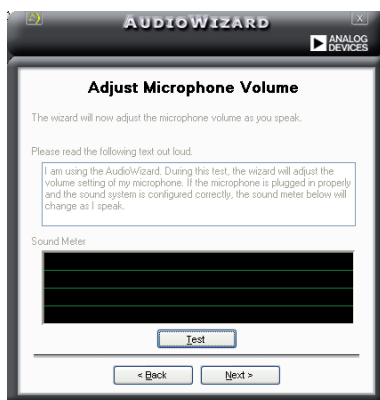 AUDIOWIZARD
X
ANALOG
DEVICES
Adjust Microphone Volume
The wizard will now adjust the microphone volume as you speak.
Please read the following text out loud.
I am using the AudioWizard. During this test, the wizard will adjust the
volume setting of my microphone. If the microphone is plugged in properly
and the sound system is configured correctly, the sound meter below will
change as I speak.
Sound Meter
Test
< Back
Next >